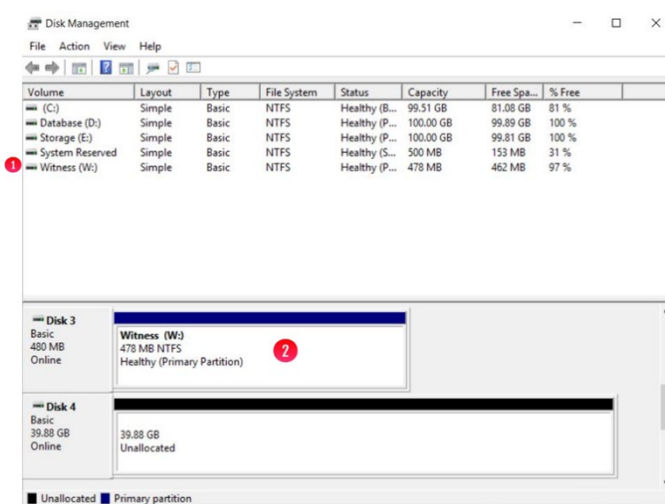 Disk Management
File Action View Help
Volume Layout Type File System Status Capacity Free Spa... % Free
(C:) Simple Basic NTFS Healthy (B... 99.51 GB 81.08 GB 81 %
Database (D:) Simple Basic NTFS Healthy (P... 100.00 GB 99.89 GB 100 %
Storage (E:) Simple Basic NTFS Healthy (P... 100.00 GB 99.81 GB 100 %
System Reserved Simple Basic NTFS Healthy (S... 500 MB 153 MB 31 %
1 Witness (W:) Simple Basic NTFS Healthy (P... 478 MB 462 MB 97 %
Disk 3
Basic
480 MB
Online
Witness (W:)
478 MB NTFS
Healthy (Primary Partition)
2
Disk 4
Basic
39.88 GB
Online
39.88 GB
Unallocated
Unallocated Primary partition